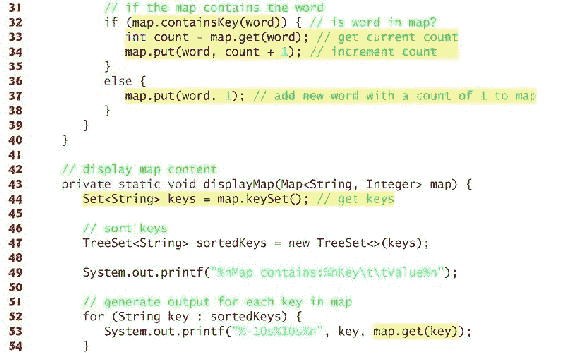 31 // if the map contains the word
32 if (map.containsKey(word)) { // is word in map?
33 int count = map.get(word); // get current count
34 map.put(word, count + 1); // increment count
35 }
36 else {
37 map.put(word, 1); // add new word with a count of 1 to map
38 }
39 }
40 }
41
42 // display map content
43 private static void displayMap(Map<String, Integer> map) {
44 Set<String> keys = map.keySet(); // get keys
45
46 // sort keys
47 TreeSet<String> sortedKeys = new TreeSet<>(keys);
48
49 System.out.printf("%nMap contains:%nKey\t\tValue%n");
50
51 // generate output for each key in map
52 for (String key : sortedKeys) {
53 System.out.printf("%-10s%10s%n", key, map.get(key));
54 }